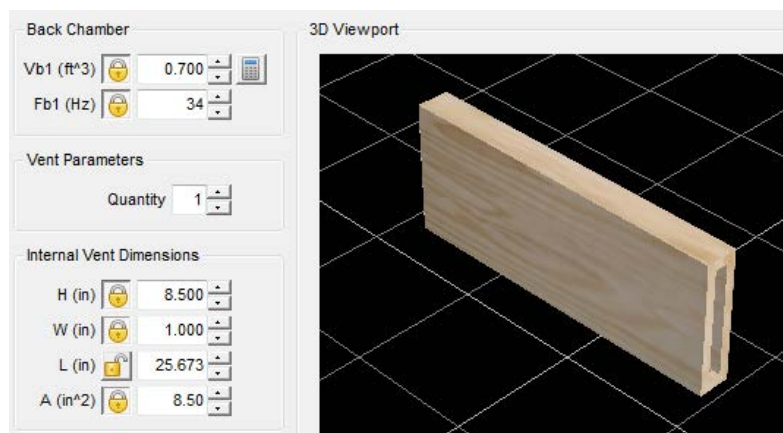 Back Chamber
Vb1 (ft^3) 0.700
Fb1 (Hz) 34
Vent Parameters
Quantity 1
Internal Vent Dimensions
H (in) 8.500
W (in) 1.000
L (in) 25.673
A (in^2) 8.50
3D Viewport